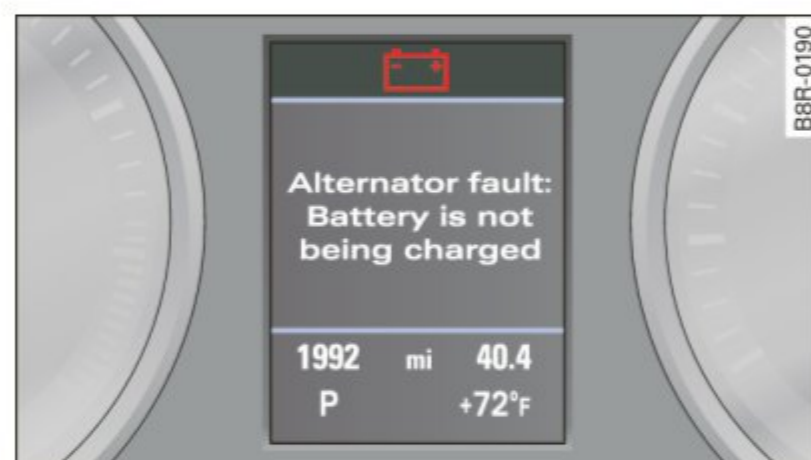 Alternator fault:
Battery is not
being charged
1992 mi 40.4
P +72°F
B8R-0190